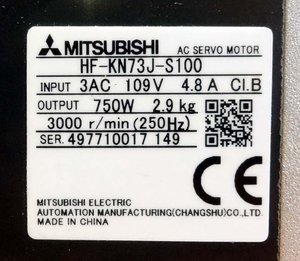 MITSUBISHI AC SERVO MOTOR
HF-KN73J-S100
INPUT 3AC 109V 4.8 A Cl.B
OUTPUT 750W 2.9 kg
3000 r/min (250Hz)
SER. 497710017 149
CE
MITSUBISHI ELECTRIC
AUTOMATION MANUFACTURING(CHANGSHU)CO.,LTD.
MADE IN CHINA